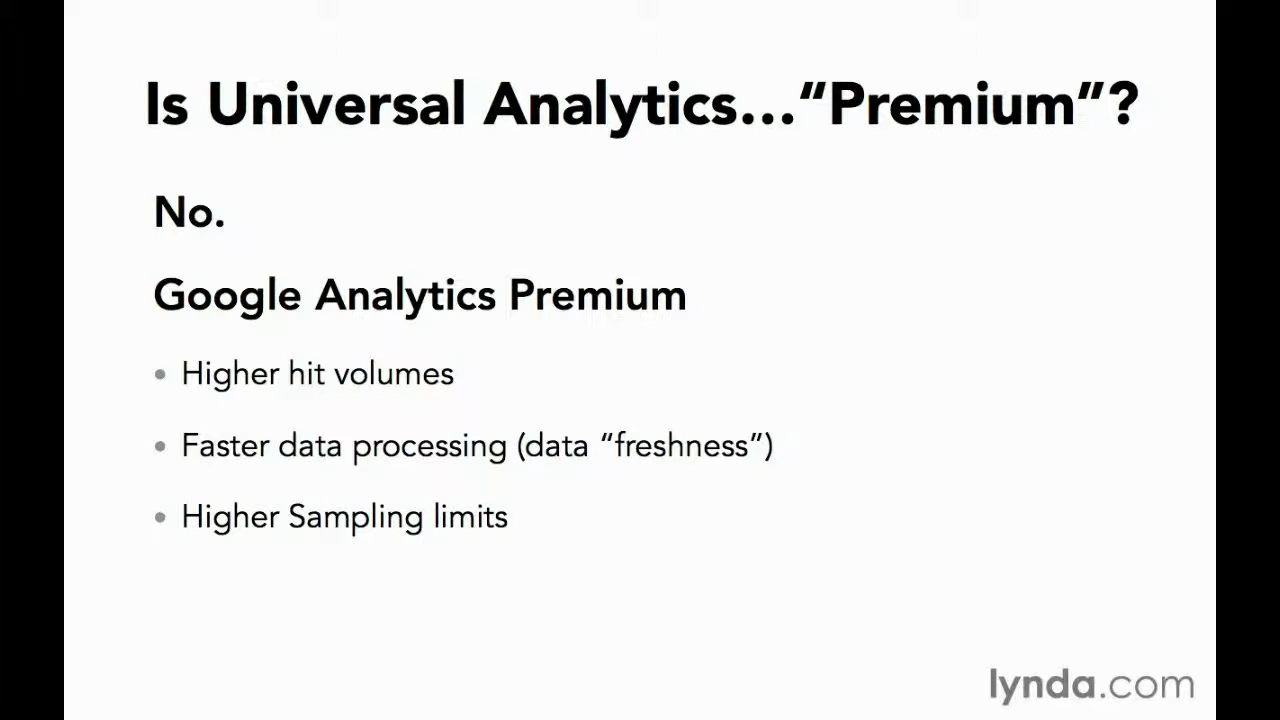 Is Universal Analytics…“Premium”?
No.
Google Analytics Premium
• Higher hit volumes
• Faster data processing (data “freshness”)
• Higher Sampling limits
lynda.com